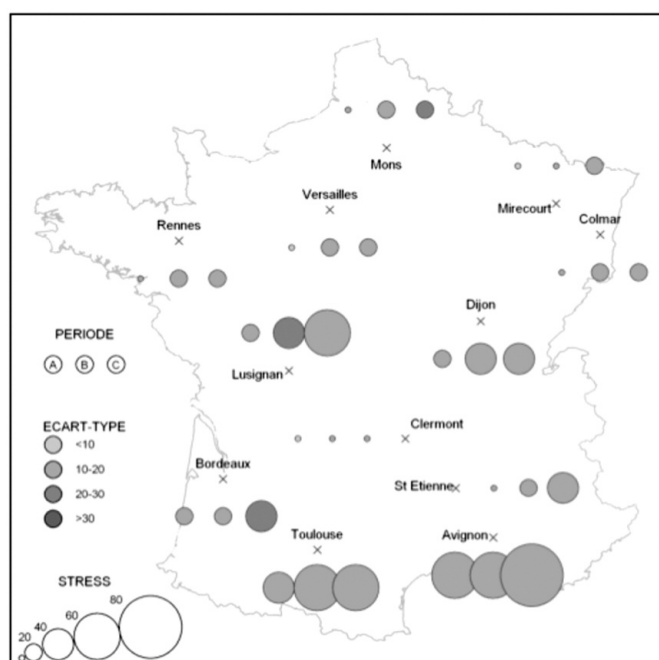 Mons
Versailles
Mirecourt
Rennes
Colmar
Dijon
PERIODE
A B C
Lusignan
ECART-TYPE
<10
Clermont
10-20
Bordeaux
St Etienne
20-30
>30
Toulouse
Avignon
STRESS
80
60
40
20
0